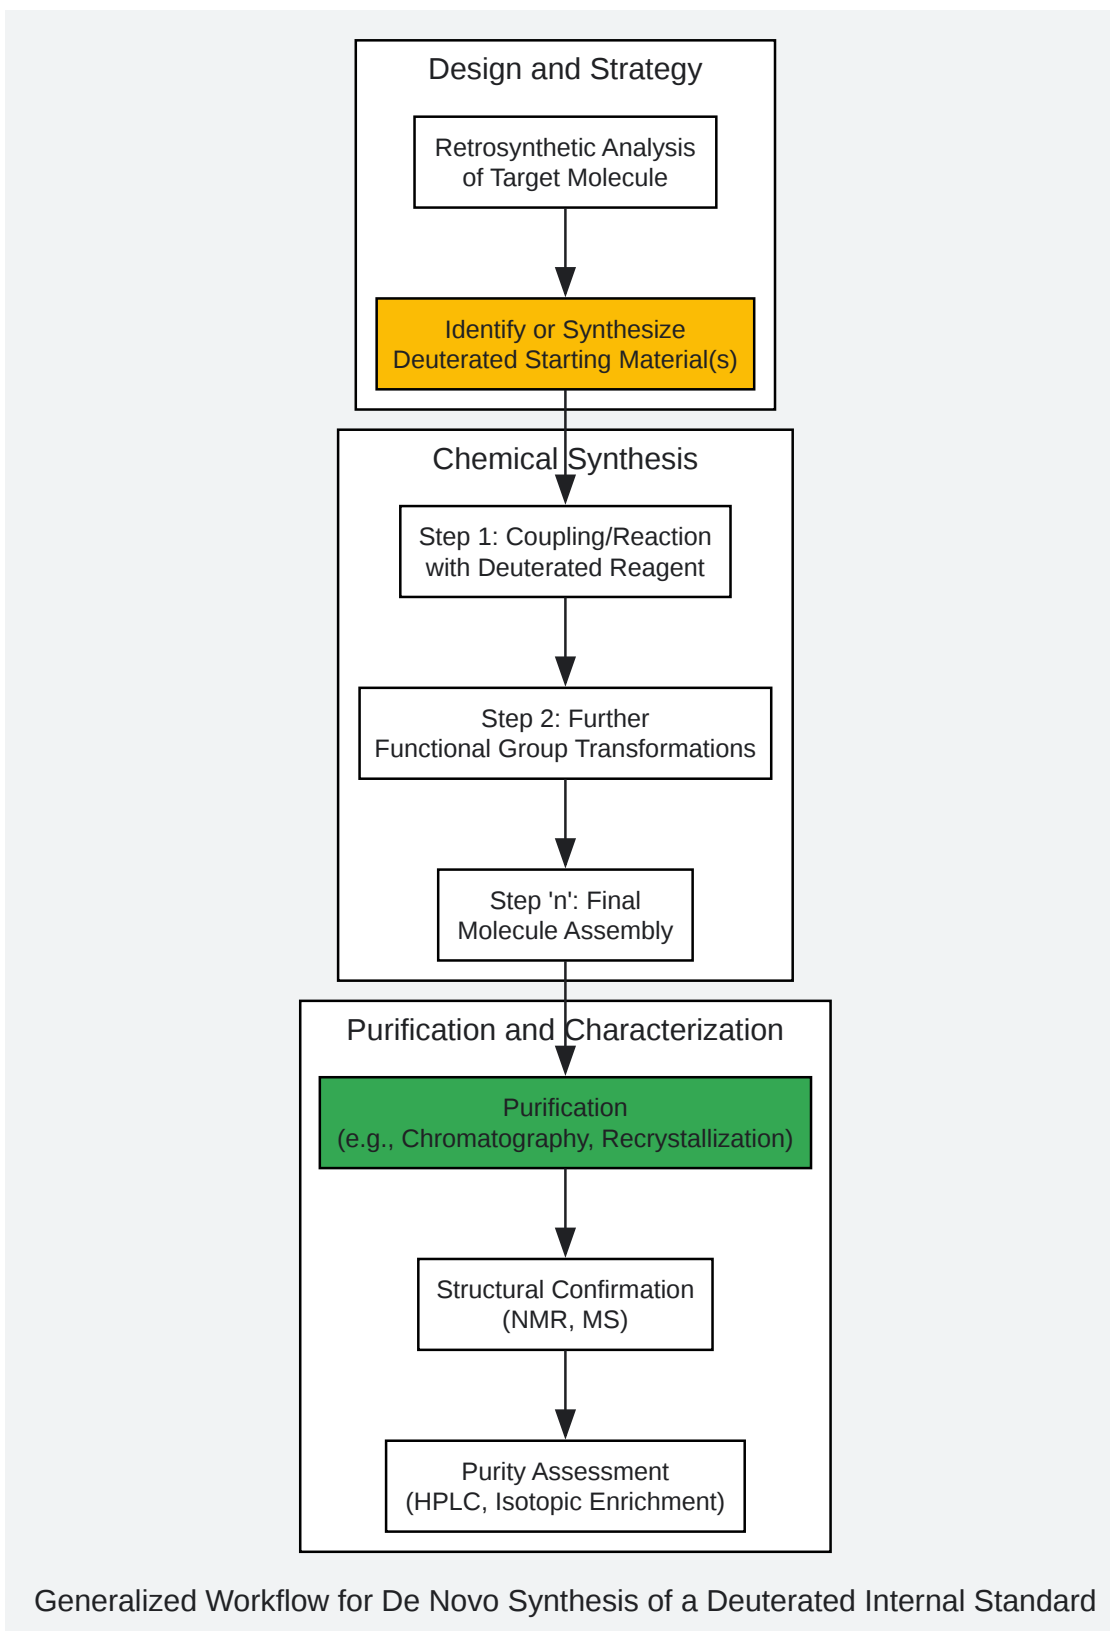 Design and Strategy
Retrosynthetic Analysis
of Target Molecule
Identify or Synthesize
Deuterated Starting Material(s)
Chemical Synthesis
Step 1: Coupling/Reaction
with Deuterated Reagent
Step 2: Further
Functional Group Transformations
Step 'n': Final
Molecule Assembly
Purification and Characterization
Purification
(e.g., Chromatography, Recrystallization)
Structural Confirmation
(NMR, MS)
Purity Assessment
(HPLC, Isotopic Enrichment)
Generalized Workflow for De Novo Synthesis of a Deuterated Internal Standard